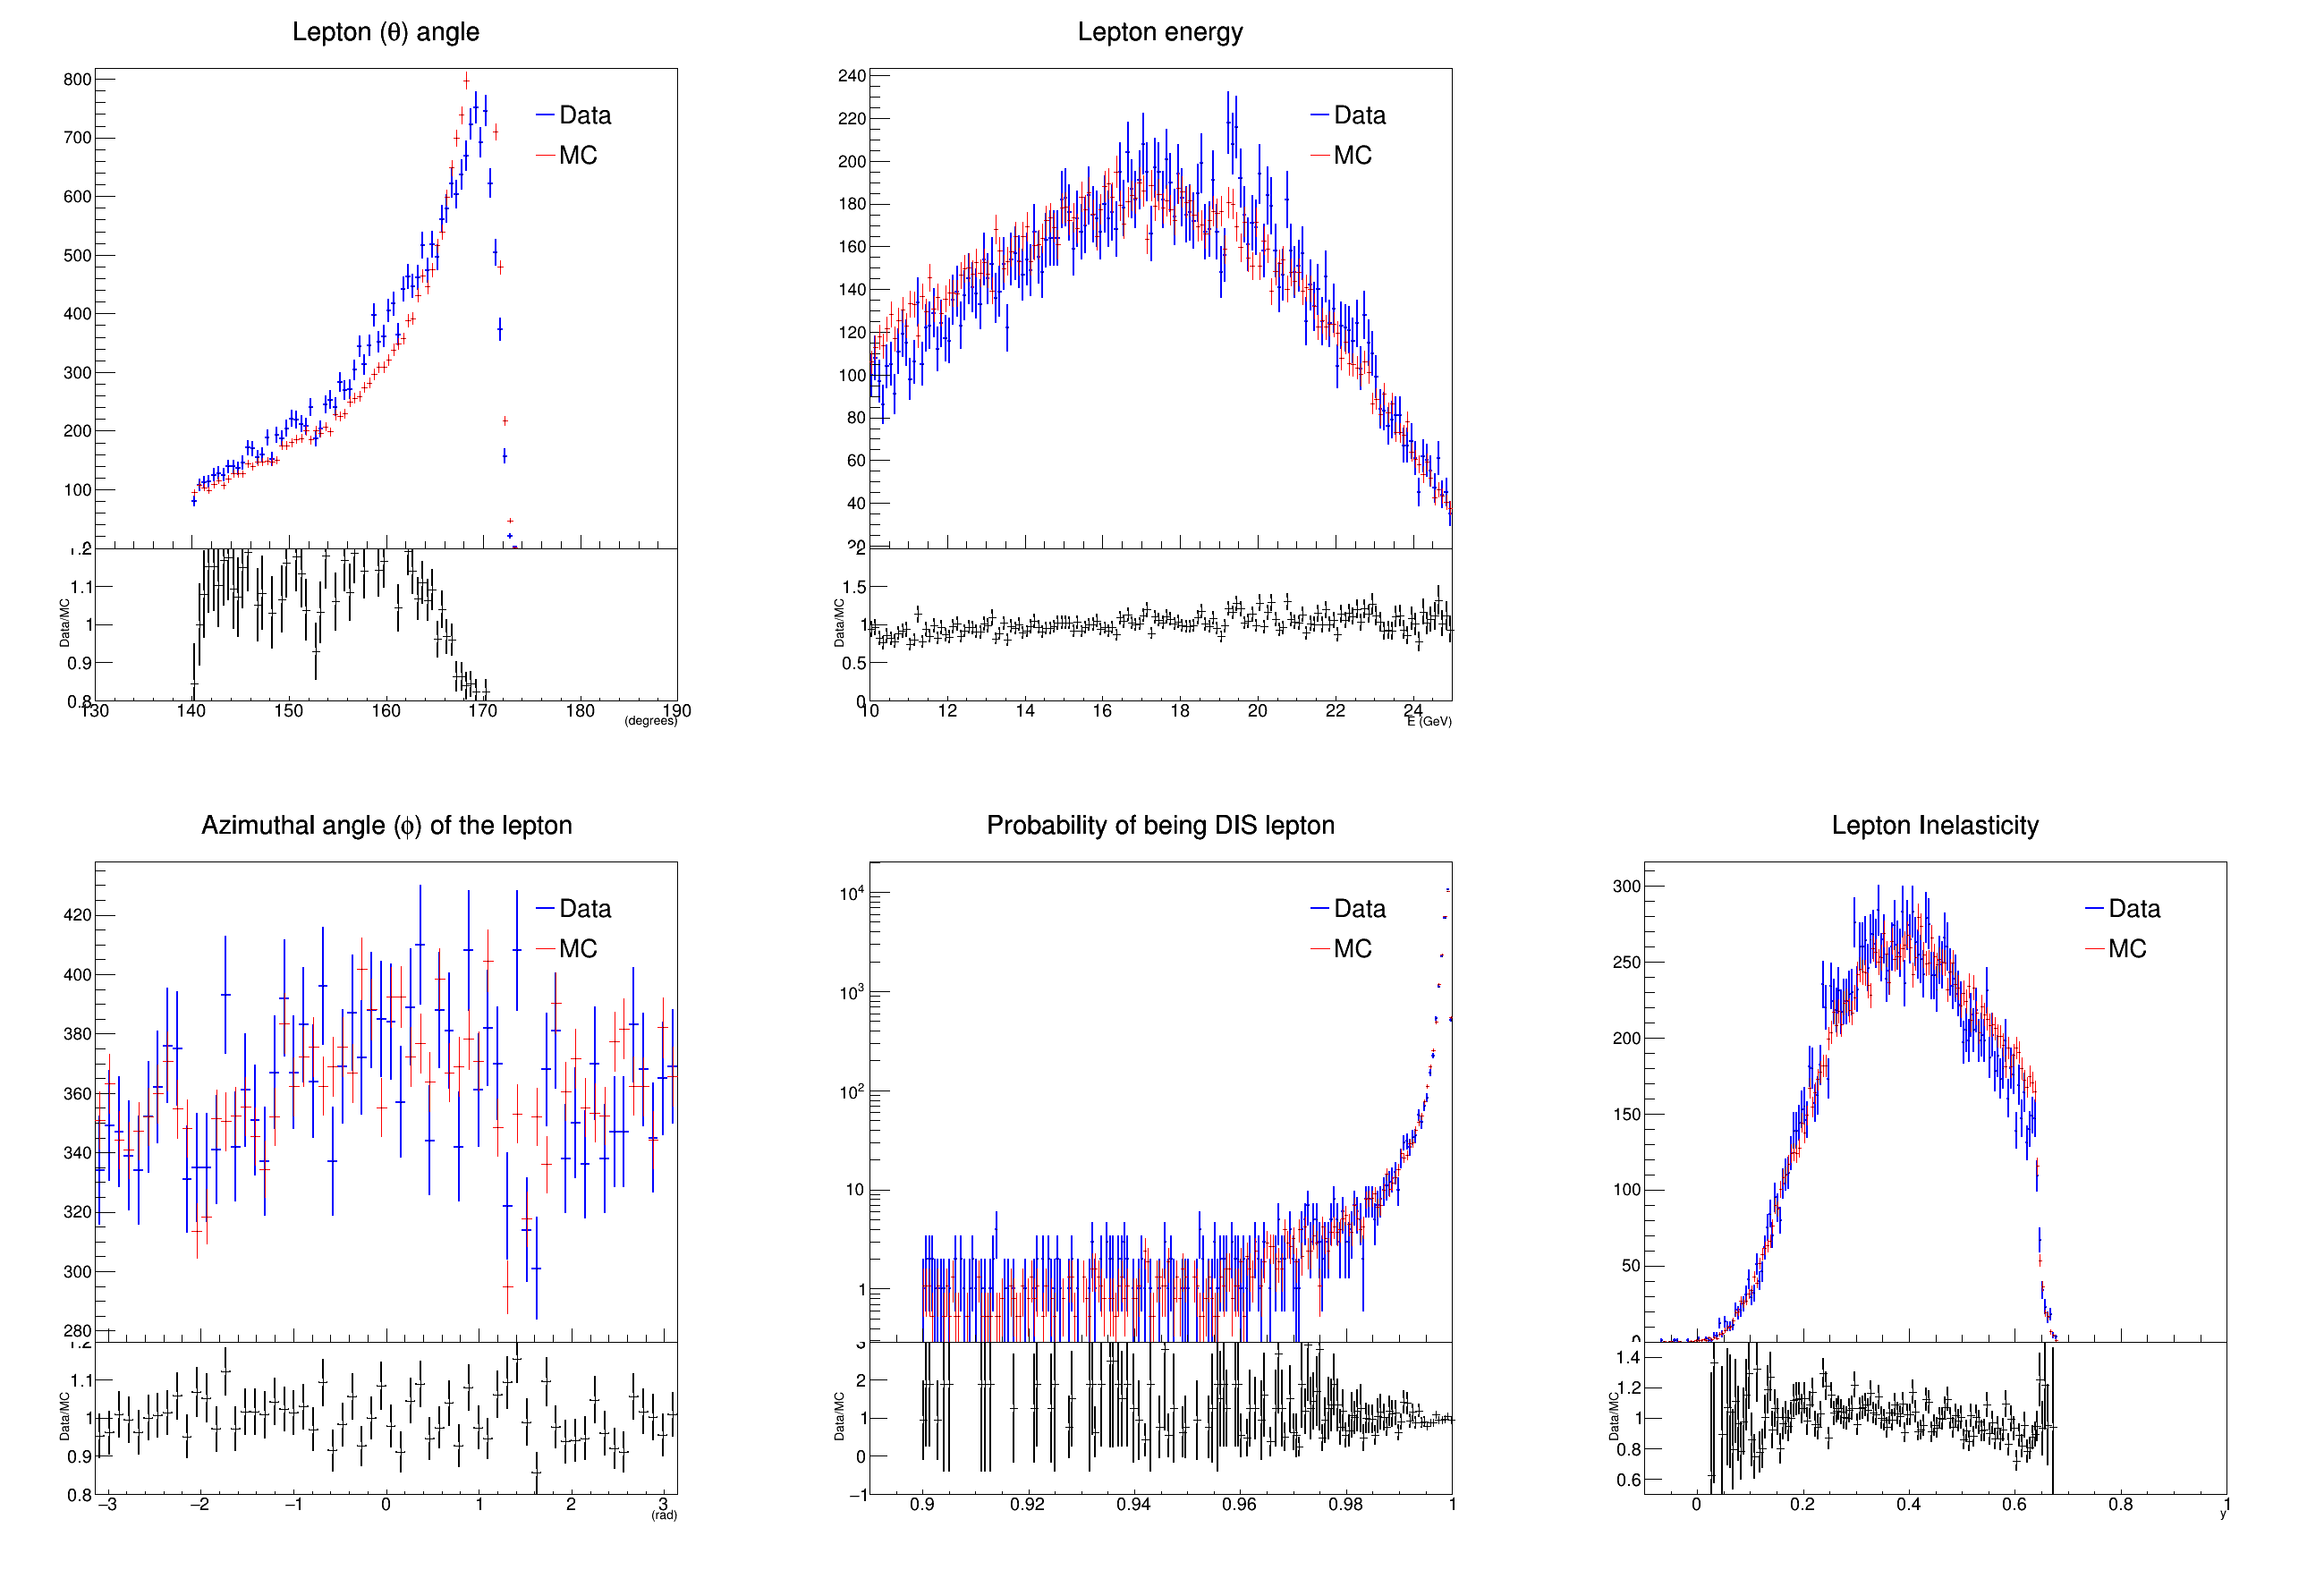 Lepton (θ) angle
800
700
600
500
400
300
200
100
0
Data
MC
1.2
1.1
1
0.9
0.8
Data/MC
130 140 150 160 170 180 190
(degrees)
Lepton energy
240
220
200
180
160
140
120
100
80
60
40
20
Data
MC
2
1.5
1
0.5
0
Data/MC
10 12 14 16 18 20 22 24
E (GeV)
Azimuthal angle (ϕ) of the lepton
420
400
380
360
340
320
300
280
Data
MC
1.2
1.1
1
0.9
0.8
Data/MC
−3 −2 −1 0 1 2 3
(rad)
Probability of being DIS lepton
10⁴
10³
10²
10
1
Data
MC
3
2
1
0
−1
Data/MC
0.9 0.92 0.94 0.96 0.98 1
Lepton Inelasticity
300
250
200
150
100
50
0
Data
MC
1.4
1.2
1
0.8
0.6
Data/MC
0 0.2 0.4 0.6 0.8 1
y